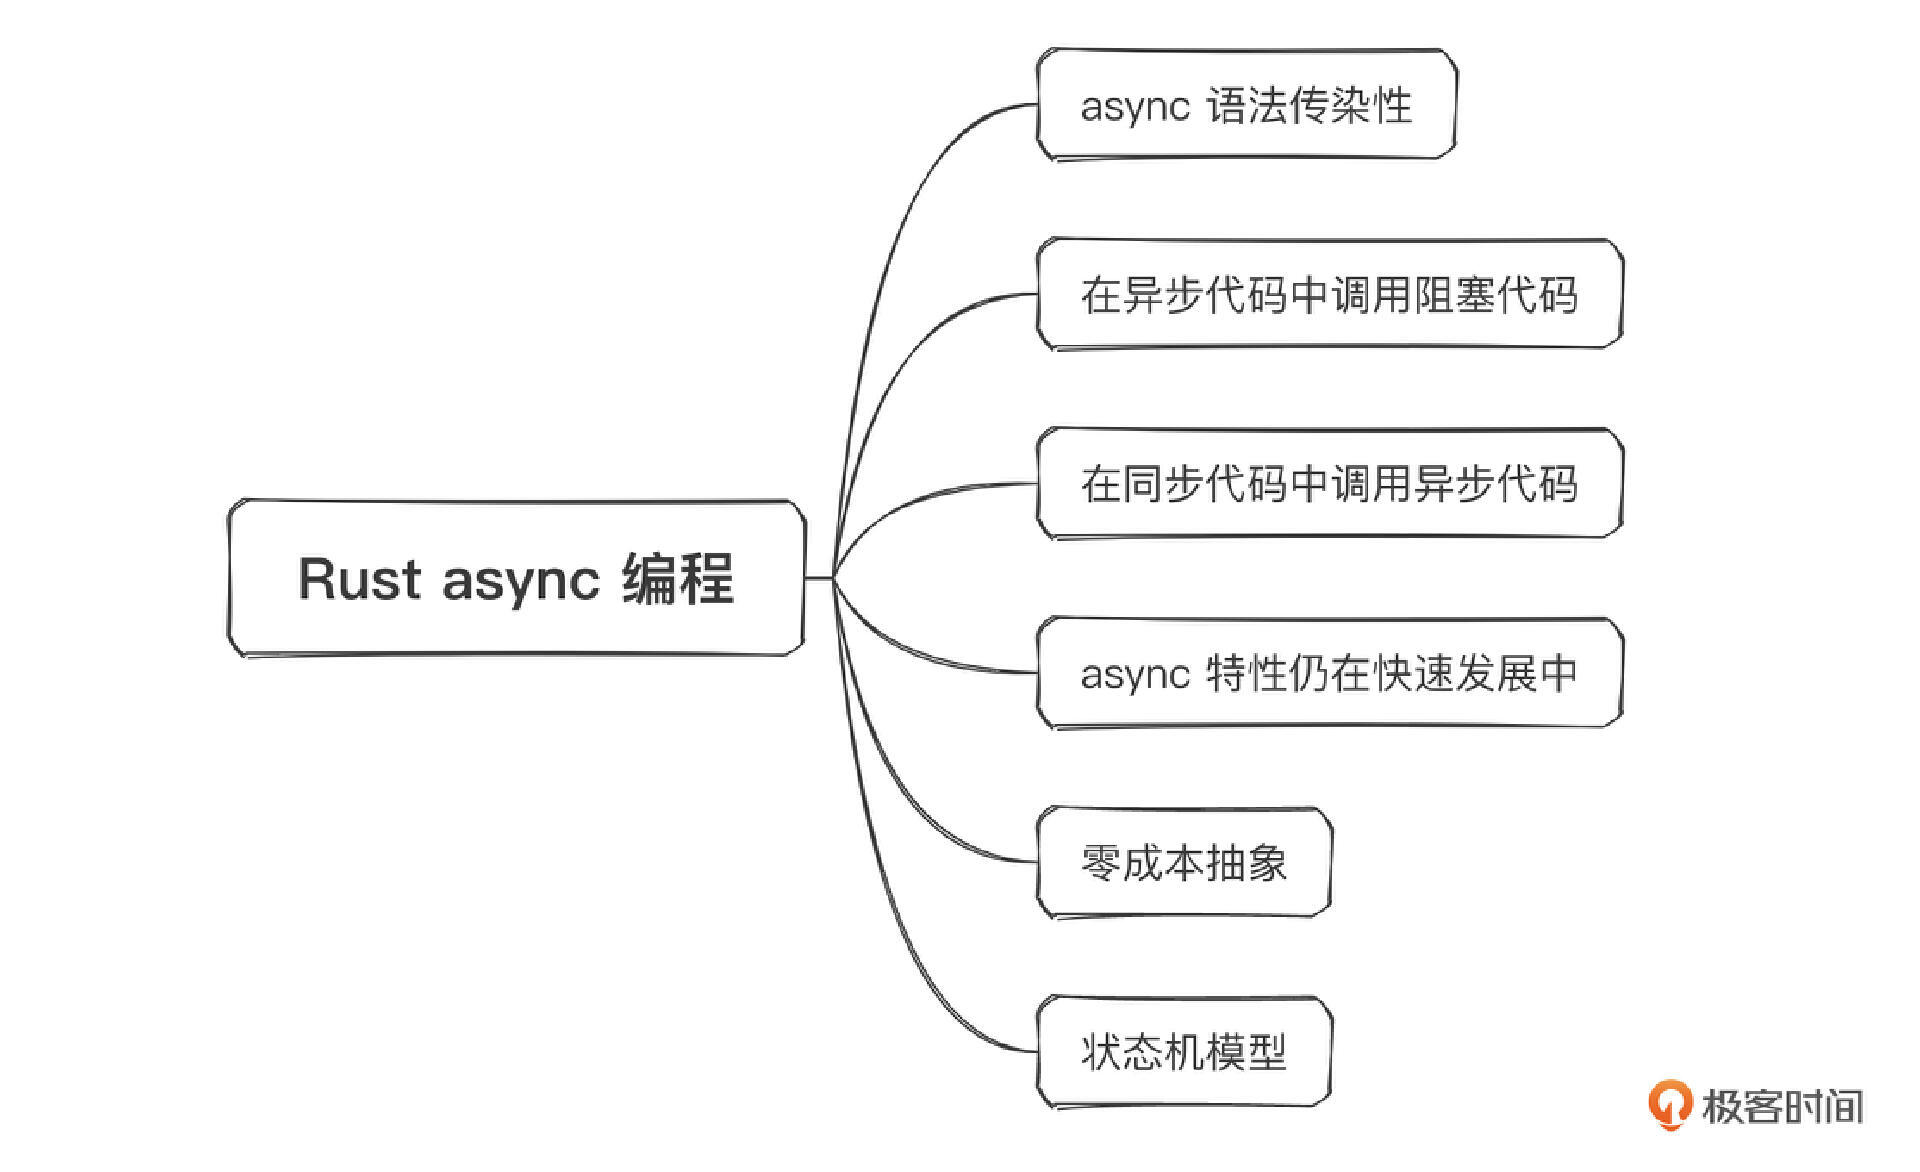 Rust async 编程
async 语法传染性
在异步代码中调用阻塞代码
在同步代码中调用异步代码
async 特性仍在快速发展中
零成本抽象
状态机模型
极客时间